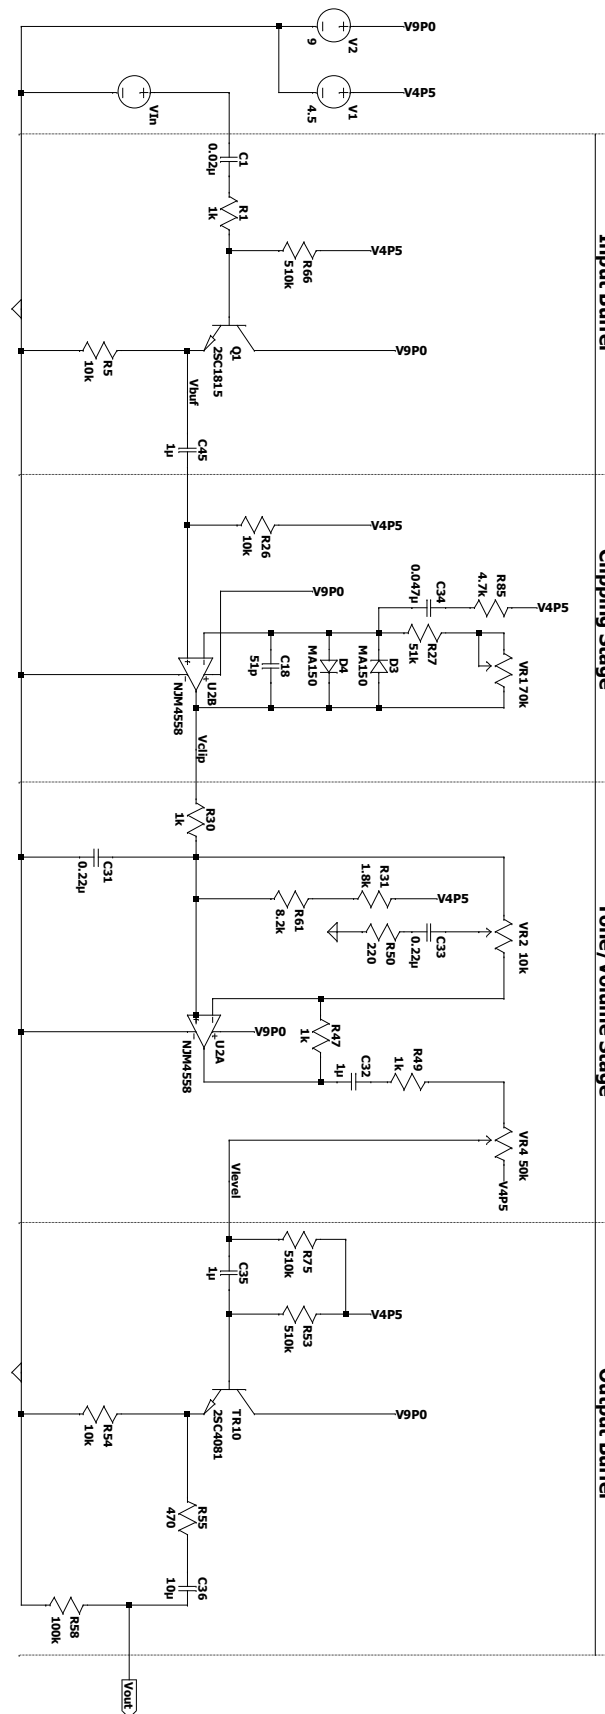 Input Buffer
Clipping Stage
Tone/Volume Stage
Output Buffer
V9P0
V2
9
V4P5
V1
4.5
VIn
C1
0.02µ
R1
1k
V4P5
R66
510k
V9P0
Q1
2SC1815
R5
10k
Vbuf
C45
1µ
V4P5
R26
10k
V9P0
V4P5
R85
4.7k
C34
0.047µ
R27
51k
VR1 70k
D3
MA150
D4
MA150
C18
51p
U2B
NJM4558
Vclip
R30
1k
C31
0.22µ
V4P5
R31
1.8k
R61
8.2k
VR2 10k
C33
0.22µ
R50
220
V9P0
U2A
NJM4558
R47
1k
C32
1µ
R49
1k
VR4 50k
V4P5
Vlevel
R75
510k
C35
1µ
V4P5
R53
510k
V9P0
TR10
2SC4081
R54
10k
R55
470
C36
10µ
R58
100k
Vout